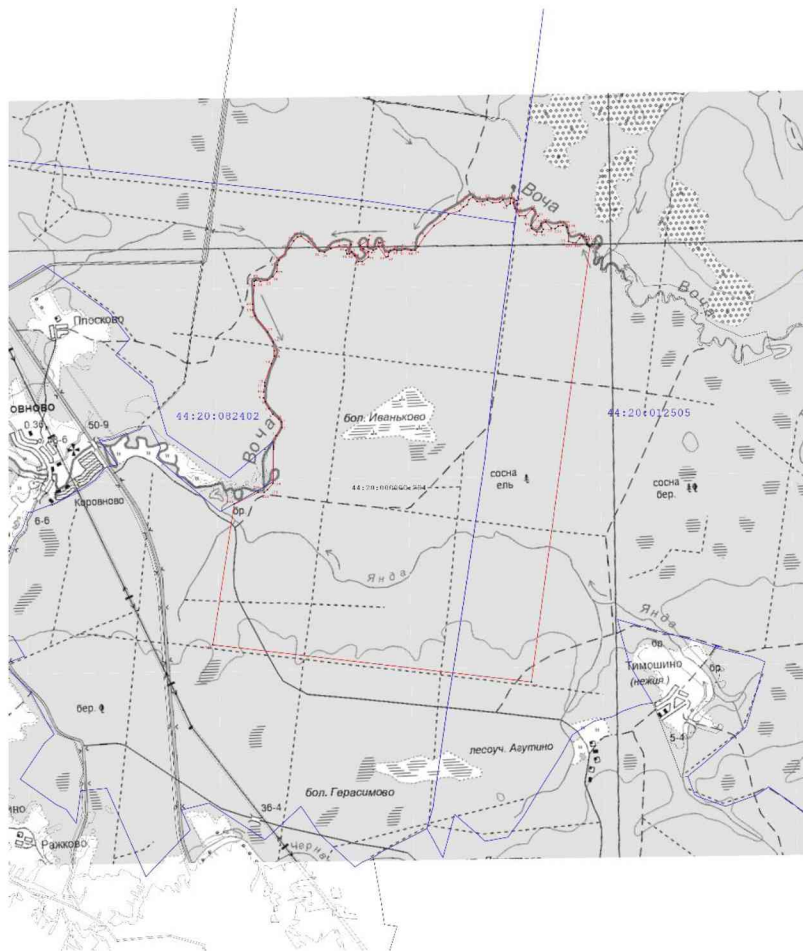 Воча
Воча
Плосково
ОВНОВО
50-9
44:20:082402
Воча
бол. Иваньково
44:20:012505
сосна
ель
сосна
бер.
Коровново
6-6
бр.
Янда
Янда
бр.
Тимошино
(нежил.)
бр.
бер.
5-4
лесоуч. Агутино
бол. Герасимово
36-4
ИНО
Ражково
Черная